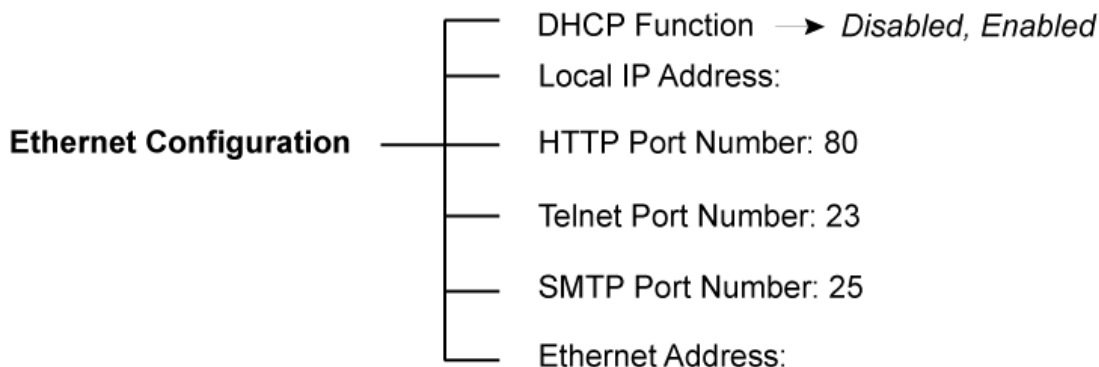 DHCP Function → Disabled, Enabled
Local IP Address:
Ethernet Configuration
HTTP Port Number: 80
Telnet Port Number: 23
SMTP Port Number: 25
Ethernet Address: